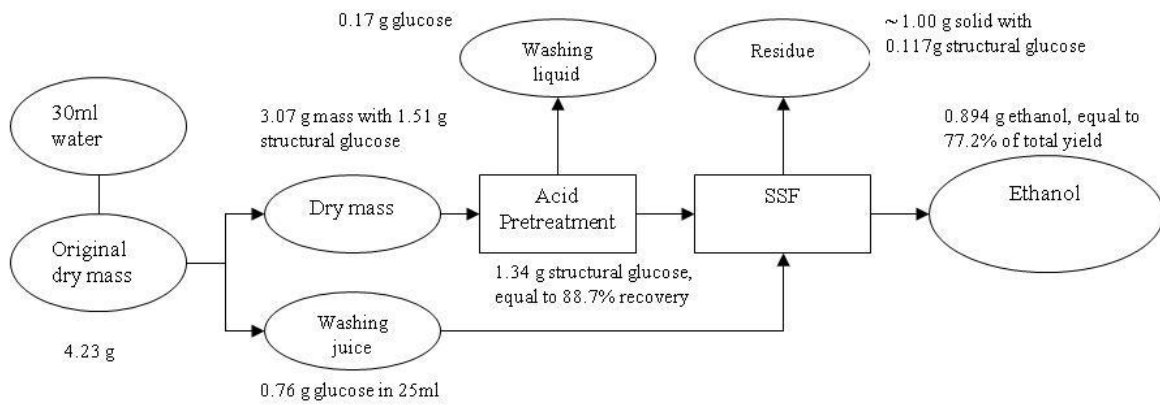 0.17 g glucose
Washing
liquid
Residue
~1.00 g solid with
0.117g structural glucose
30ml
water
3.07 g mass with 1.51 g
structural glucose
0.894 g ethanol, equal to
77.2% of total yield
Original
dry mass
Dry mass
Acid
Pretreatment
SSF
Ethanol
1.34 g structural glucose,
equal to 88.7% recovery
Washing
juice
4.23 g
0.76 g glucose in 25ml